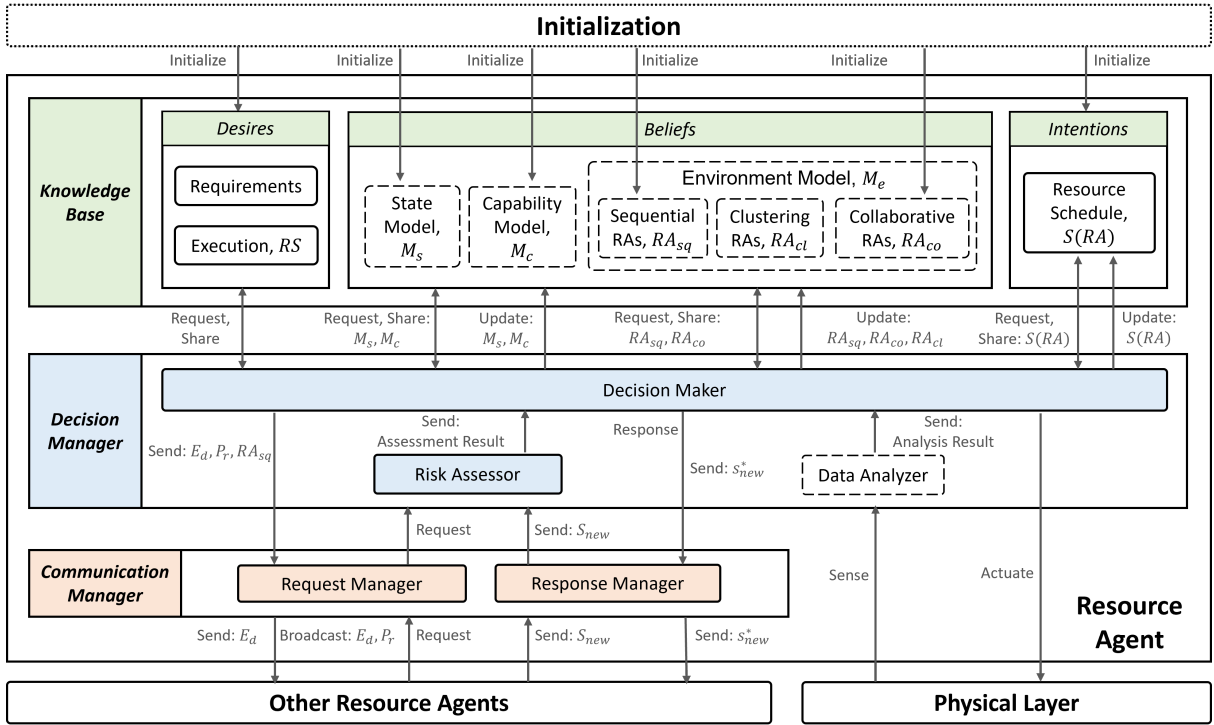 Initialization
Initialize Initialize Initialize Initialize Initialize Initialize
Knowledge
Base
Desires
Requirements
Execution, RS
Beliefs
State
Model,
M_s
Capability
Model,
M_c
Environment Model, M_e
Sequential
RAs, RA_sq
Clustering
RAs, RA_cl
Collaborative
RAs, RA_co
Intentions
Resource
Schedule,
S(RA)
Request,
Share
Request, Share:
M_s, M_c
Update:
M_s, M_c
Request, Share:
RA_sq, RA_co
Update:
RA_sq, RA_co, RA_cl
Request,
Share: S(RA)
Update:
S(RA)
Decision
Manager
Decision Maker
Send: E_d, P_r, RA_sq
Send:
Assessment Result
Risk Assessor
Response
Send: s*_new
Send:
Analysis Result
Data Analyzer
Request
Send: S_new
Communication
Manager
Request Manager
Response Manager
Sense
Actuate
Resource
Agent
Send: E_d
Broadcast: E_d, P_r
Request
Send: S_new
Send: s*_new
Other Resource Agents
Physical Layer